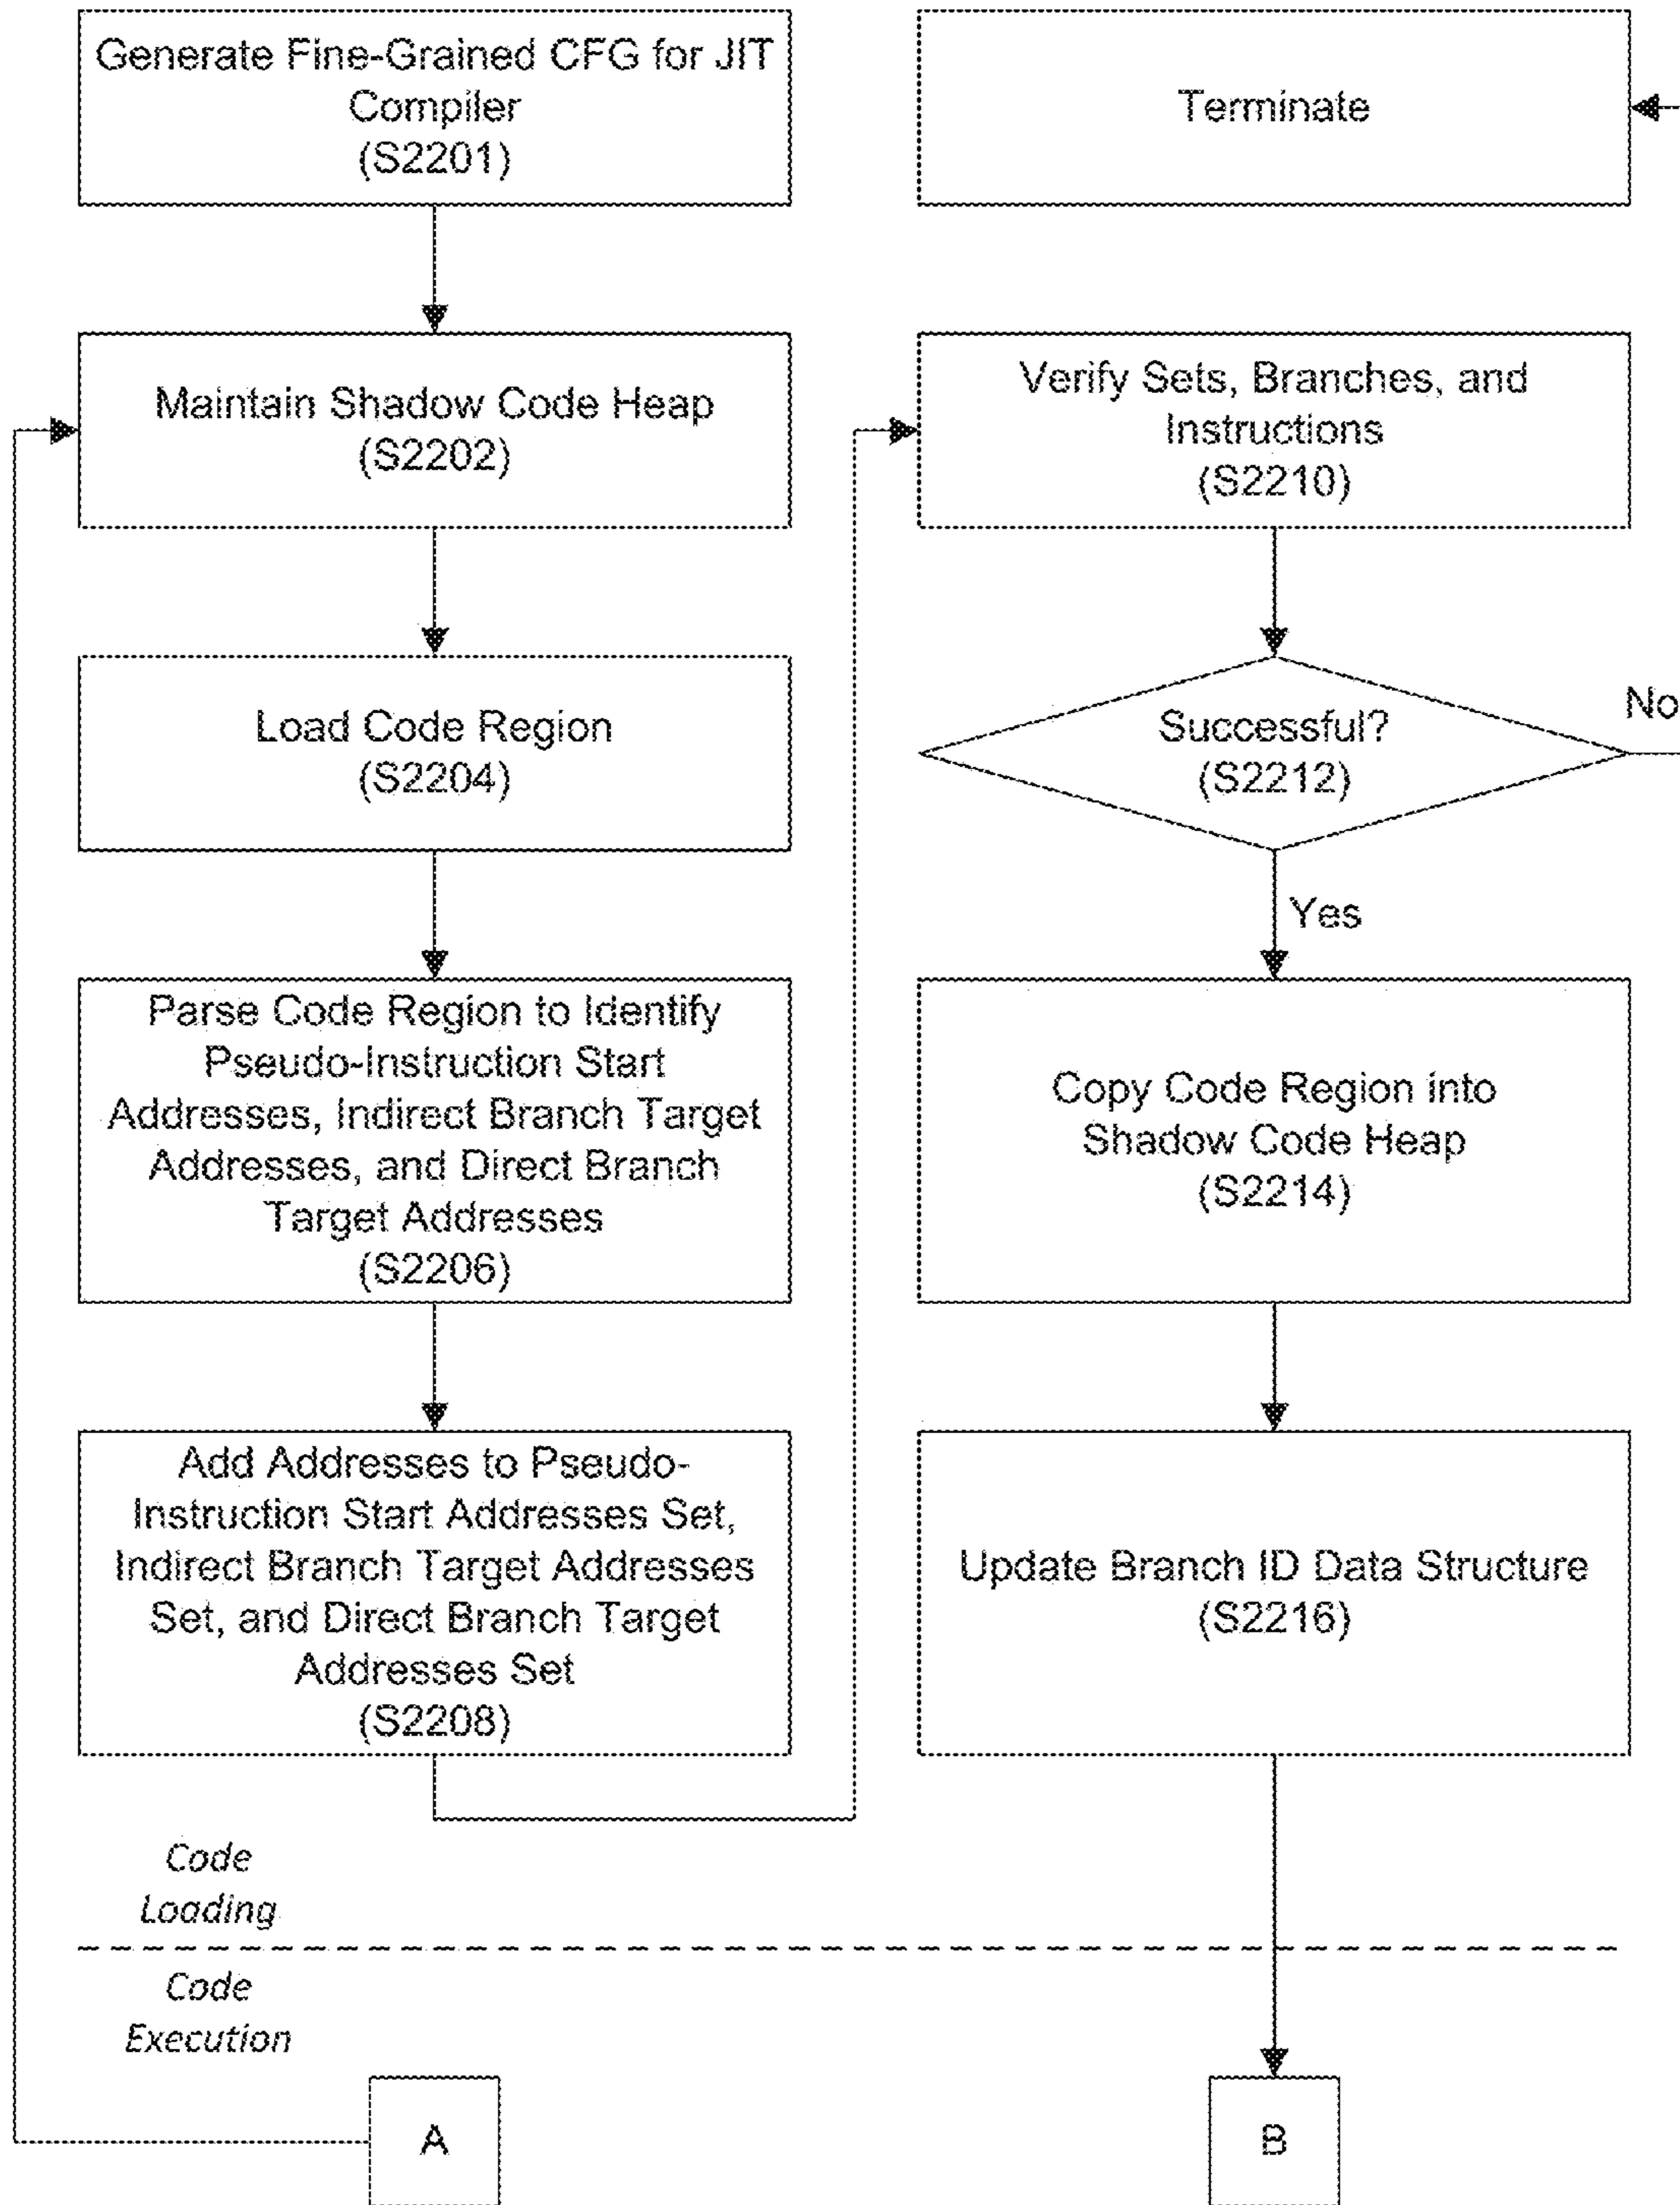 Generate Fine-Grained CFG for JIT
Compiler
(S2201)
Terminate
Maintain Shadow Code Heap
(S2202)
Verify Sets, Branches, and
Instructions
(S2210)
Load Code Region
(S2204)
Successful?
(S2212)
No
Yes
Parse Code Region to Identify
Pseudo-Instruction Start
Addresses, Indirect Branch Target
Addresses, and Direct Branch
Target Addresses
(S2206)
Copy Code Region into
Shadow Code Heap
(S2214)
Add Addresses to Pseudo-
Instruction Start Addresses Set,
Indirect Branch Target Addresses
Set, and Direct Branch Target
Addresses Set
(S2208)
Update Branch ID Data Structure
(S2216)
Code
Loading
Code
Execution
A
B